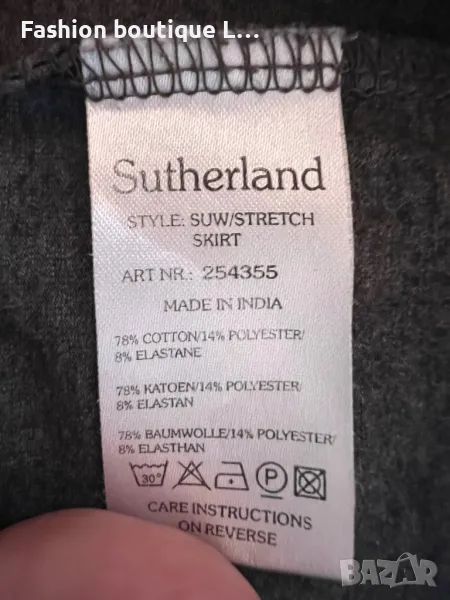 Fashion boutique L...
Sutherland
STYLE: SUW/STRETCH
SKIRT
ART NR.: 254355
MADE IN INDIA
78% COTTON/14% POLYESTER/
8% ELASTANE
78% KATOEN/14% POLYESTER/
8% ELASTAN
78% BAUMWOLLE/14% POLYESTER/
8% ELASTHAN
30° P
CARE INSTRUCTIONS
ON REVERSE
BAZAR